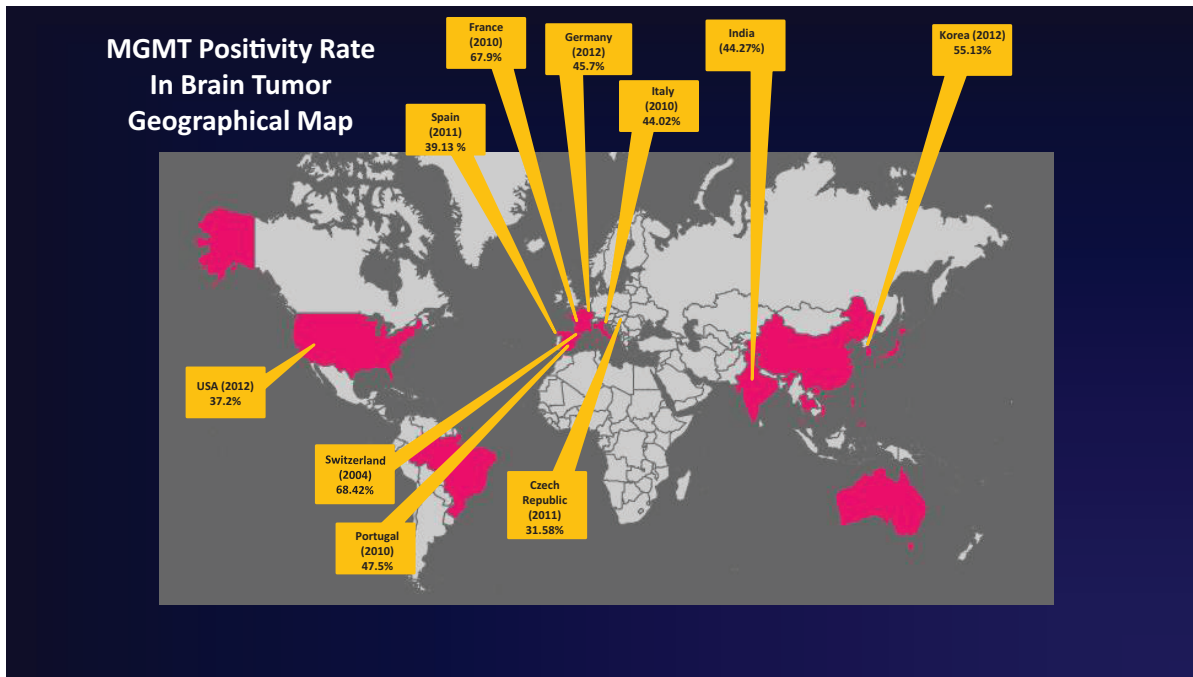 MGMT Positivity Rate
In Brain Tumor
Geographical Map
France
(2010)
67.9%
Germany
(2012)
45.7%
India
(44.27%)
Korea (2012)
55.13%
Italy
(2010)
44.02%
Spain
(2011)
39.13 %
USA (2012)
37.2%
Switzerland
(2004)
68.42%
Czech
Republic
(2011)
31.58%
Portugal
(2010)
47.5%